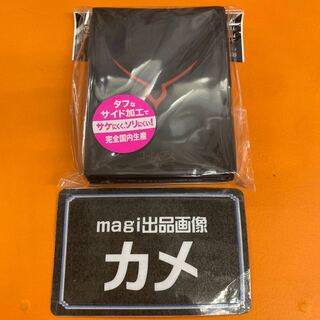 タフな
サイド加工で
サケにくく、ソリにくい!
完全国内生産
magi出品画像
カメ